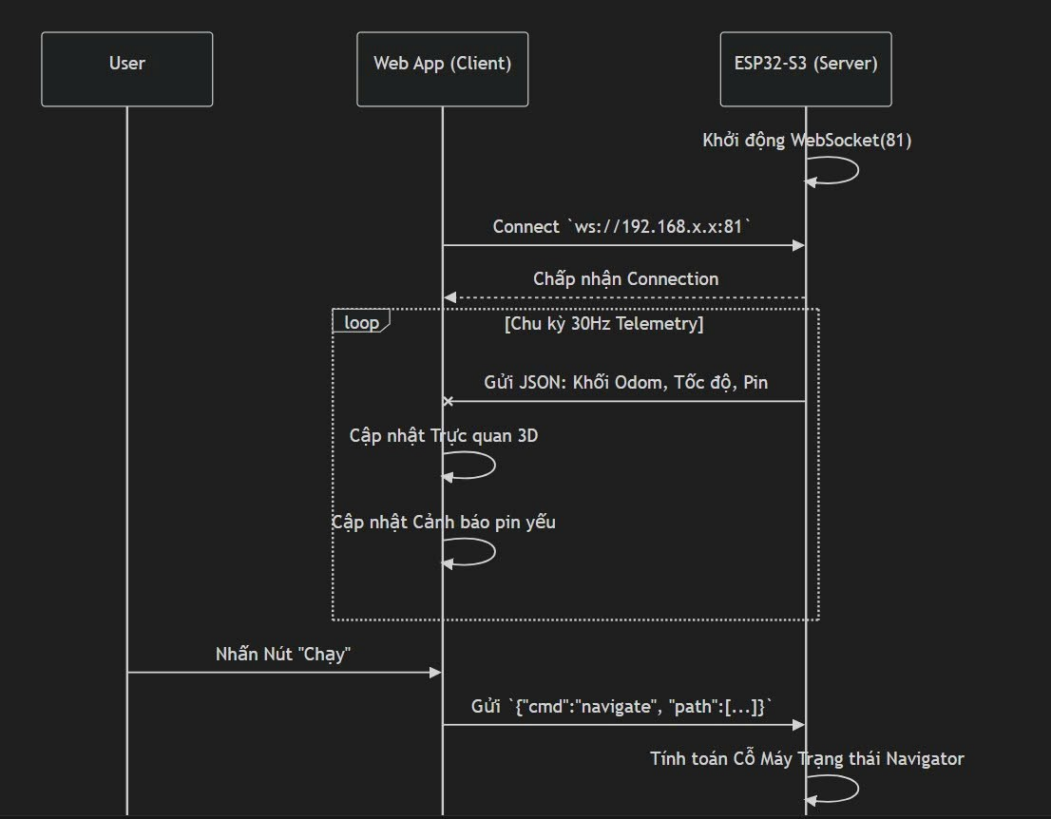 User
Web App (Client)
ESP32-S3 (Server)
Khởi động WebSocket(81)
Connect `ws://192.168.x.x:81`
Chấp nhận Connection
loop
[Chu kỳ 30Hz Telemetry]
Gửi JSON: Khối Odom, Tốc độ, Pin
Cập nhật Trực quan 3D
Cập nhật Cảnh báo pin yếu
Nhấn Nút "Chạy"
Gửi `{"cmd":"navigate", "path":[...]}`
Tính toán Cỗ Máy Trạng thái Navigator